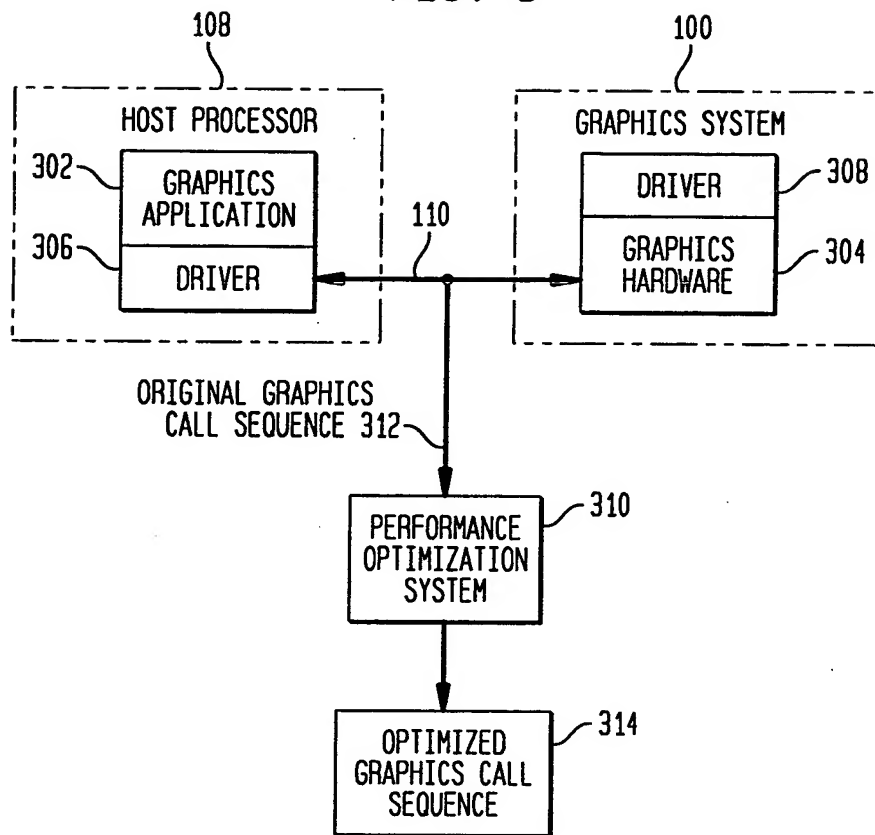 108
100
HOST PROCESSOR
GRAPHICS SYSTEM
302
GRAPHICS
APPLICATION
306
DRIVER
110
DRIVER
308
GRAPHICS
HARDWARE
304
ORIGINAL GRAPHICS
CALL SEQUENCE 312
PERFORMANCE
OPTIMIZATION
SYSTEM
310
OPTIMIZED
GRAPHICS CALL
SEQUENCE
314